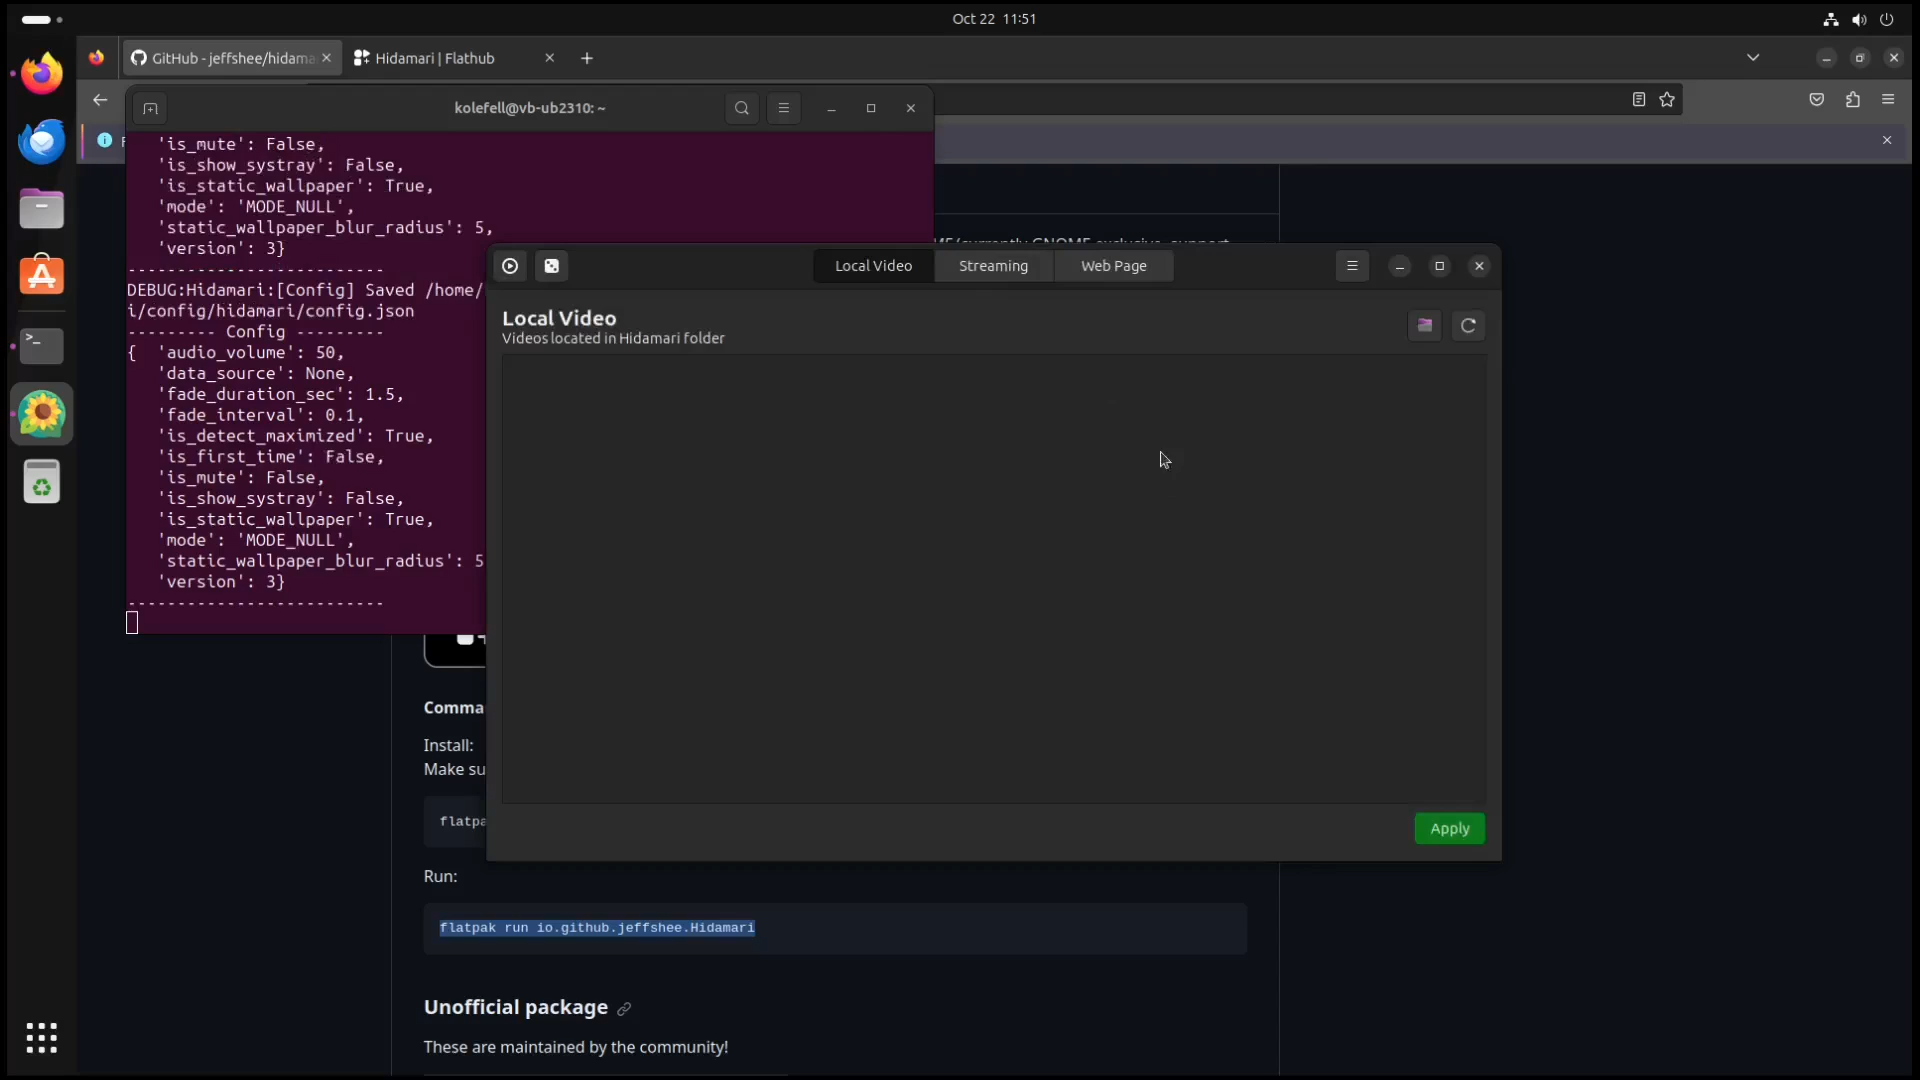 Oct 22 11:51
GitHub - jeffshee/hidama
Hidamari | Flathub
kolefell@vb-ub2310: ~
'is_mute': False,
'is_show_systray': False,
'is_static_wallpaper': True,
'mode': 'MODE_NULL',
'static_wallpaper_blur_radius': 5,
'version': 3}
--------------------------
DEBUG:Hidamari:[Config] Saved /home/
i/config/hidamari/config.json
--------- Config ---------
{ 'audio_volume': 50,
'data_source': None,
'fade_duration_sec': 1.5,
'fade_interval': 0.1,
'is_detect_maximized': True,
'is_first_time': False,
'is_mute': False,
'is_show_systray': False,
'is_static_wallpaper': True,
'mode': 'MODE_NULL',
'static_wallpaper_blur_radius': 5
'version': 3}
--------------------------
Local Video
Streaming
Web Page
Local Video
Videos located in Hidamari folder
Apply
Comma
Install:
Make su
flatpa
Run:
flatpak run io.github.jeffshee.Hidamari
Unofficial package
These are maintained by the community!